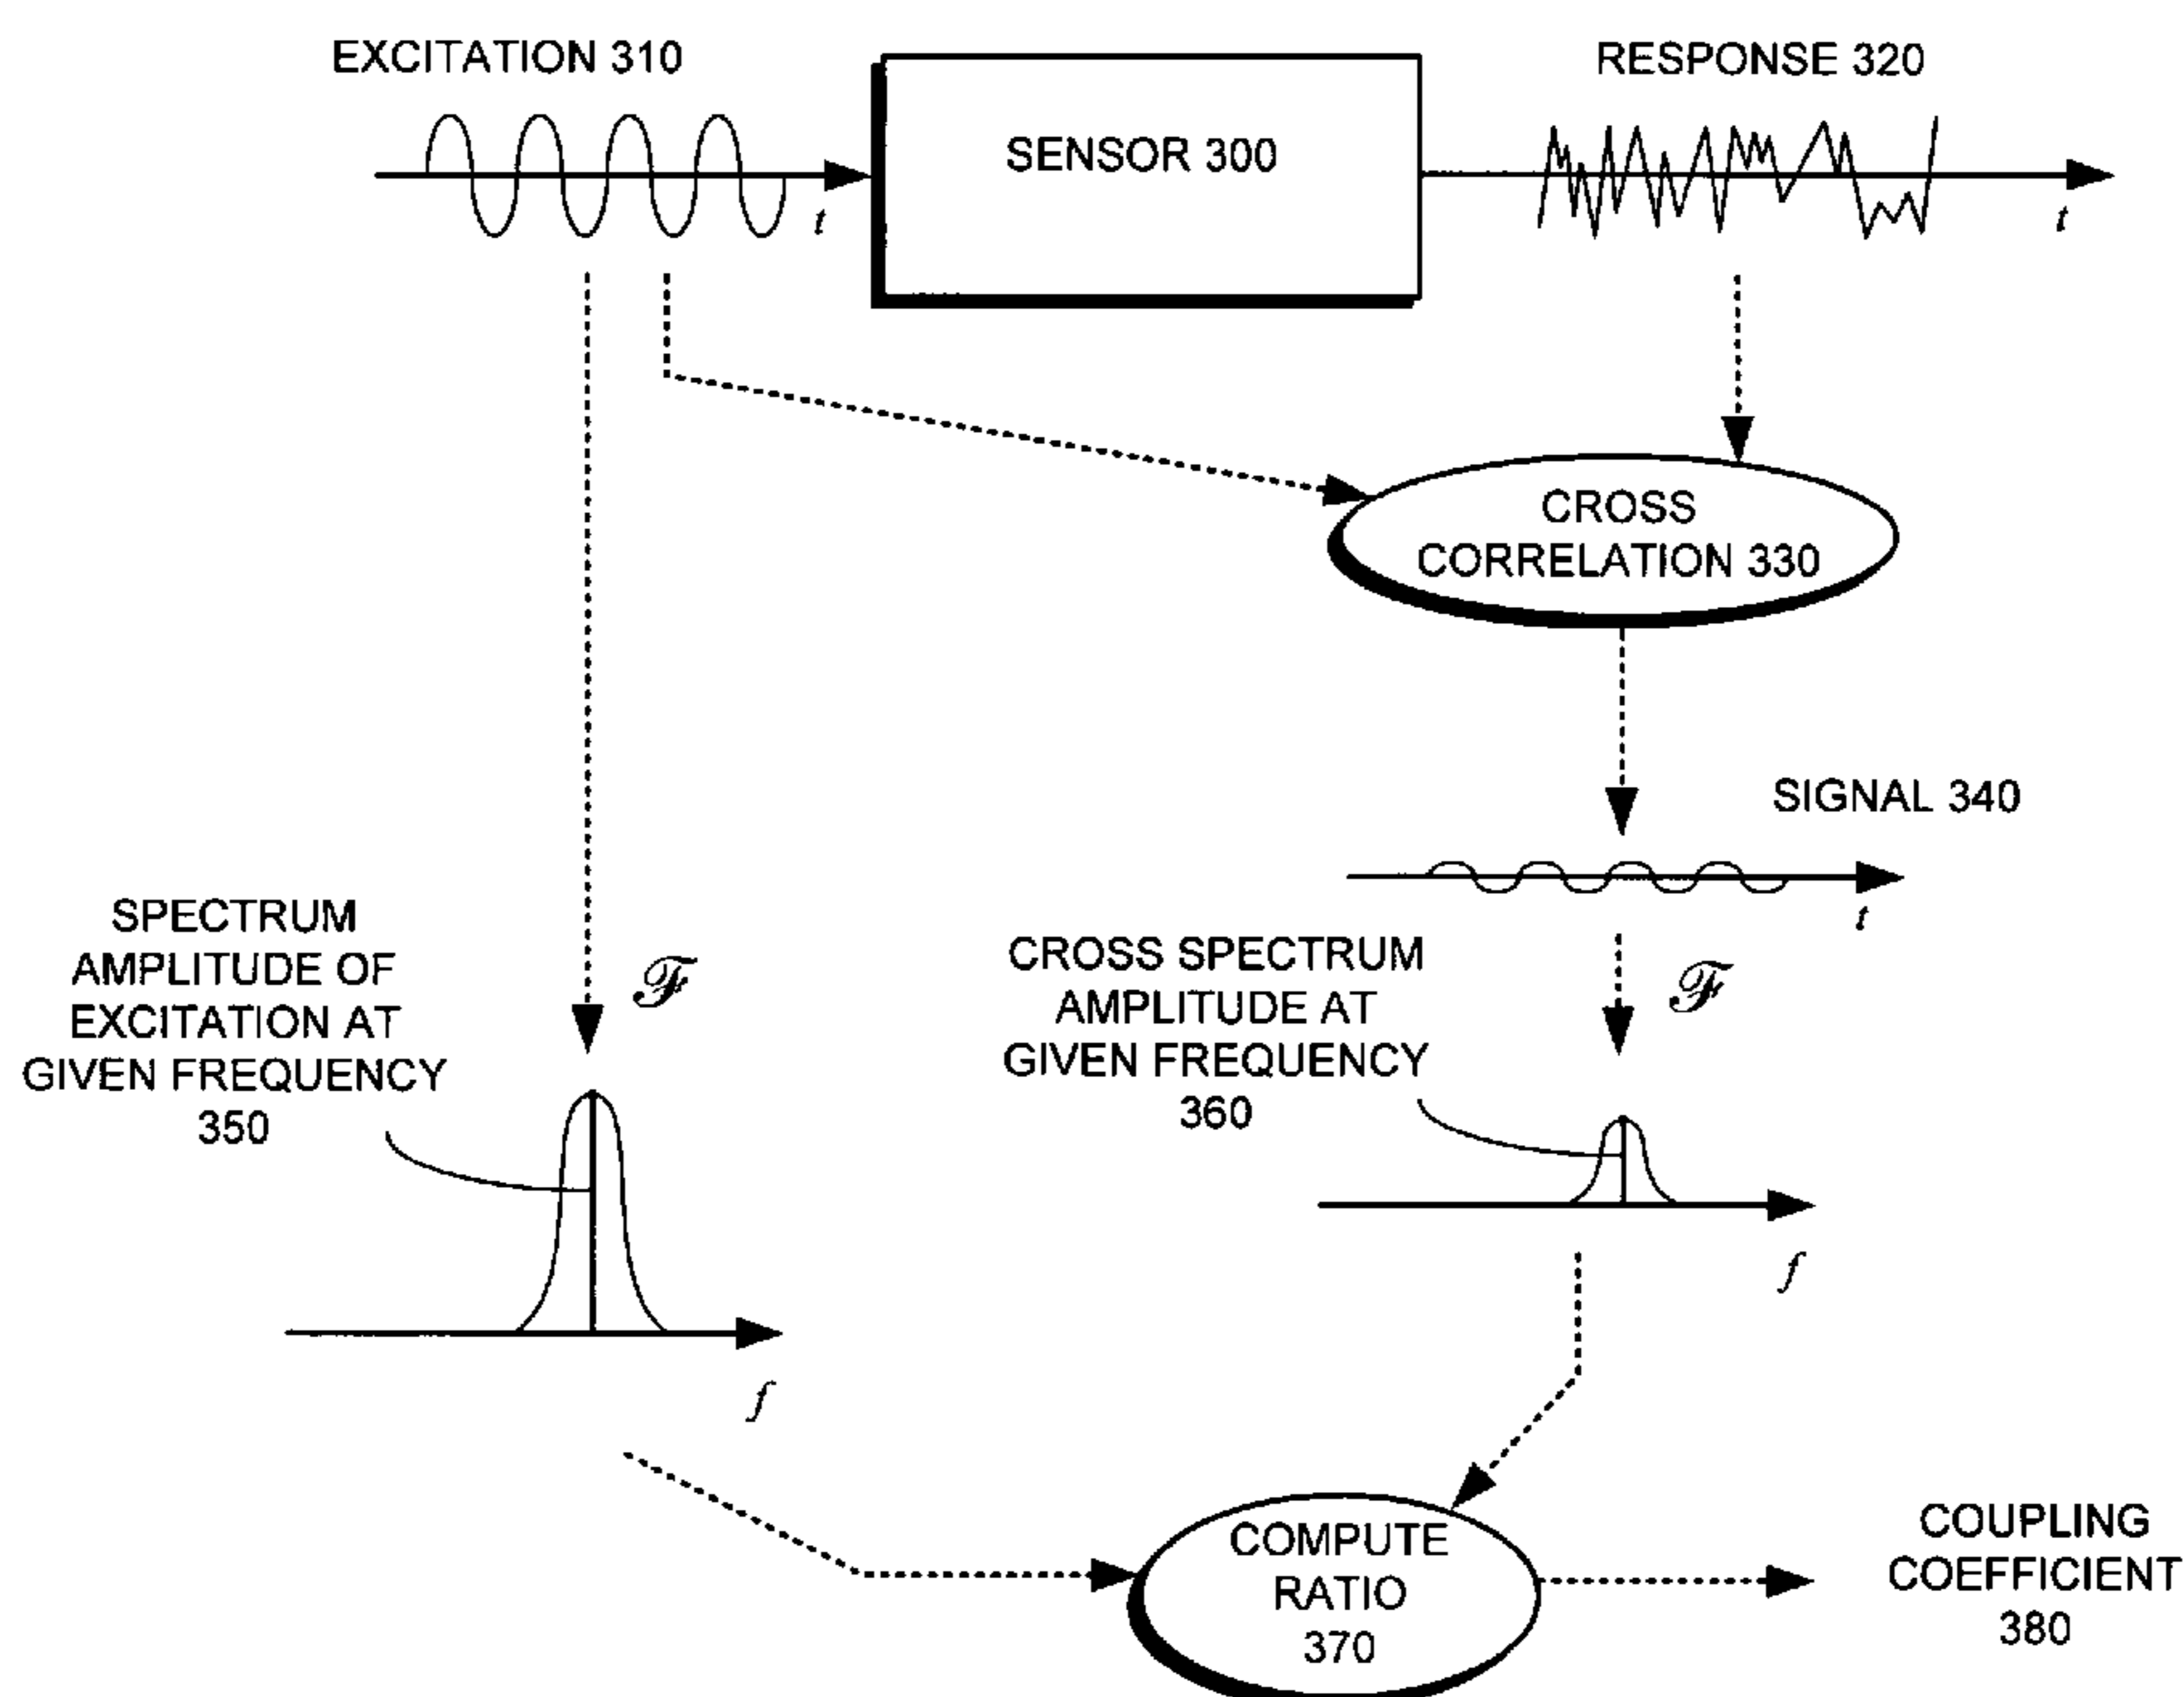 EXCITATION 310
SENSOR 300
RESPONSE 320
t
t
CROSS
CORRELATION 330
SIGNAL 340
t
SPECTRUM
AMPLITUDE OF
EXCITATION AT
GIVEN FREQUENCY
350
ℱ
CROSS SPECTRUM
AMPLITUDE AT
GIVEN FREQUENCY
360
ℱ
f
f
COMPUTE
RATIO
370
COUPLING
COEFFICIENT
380